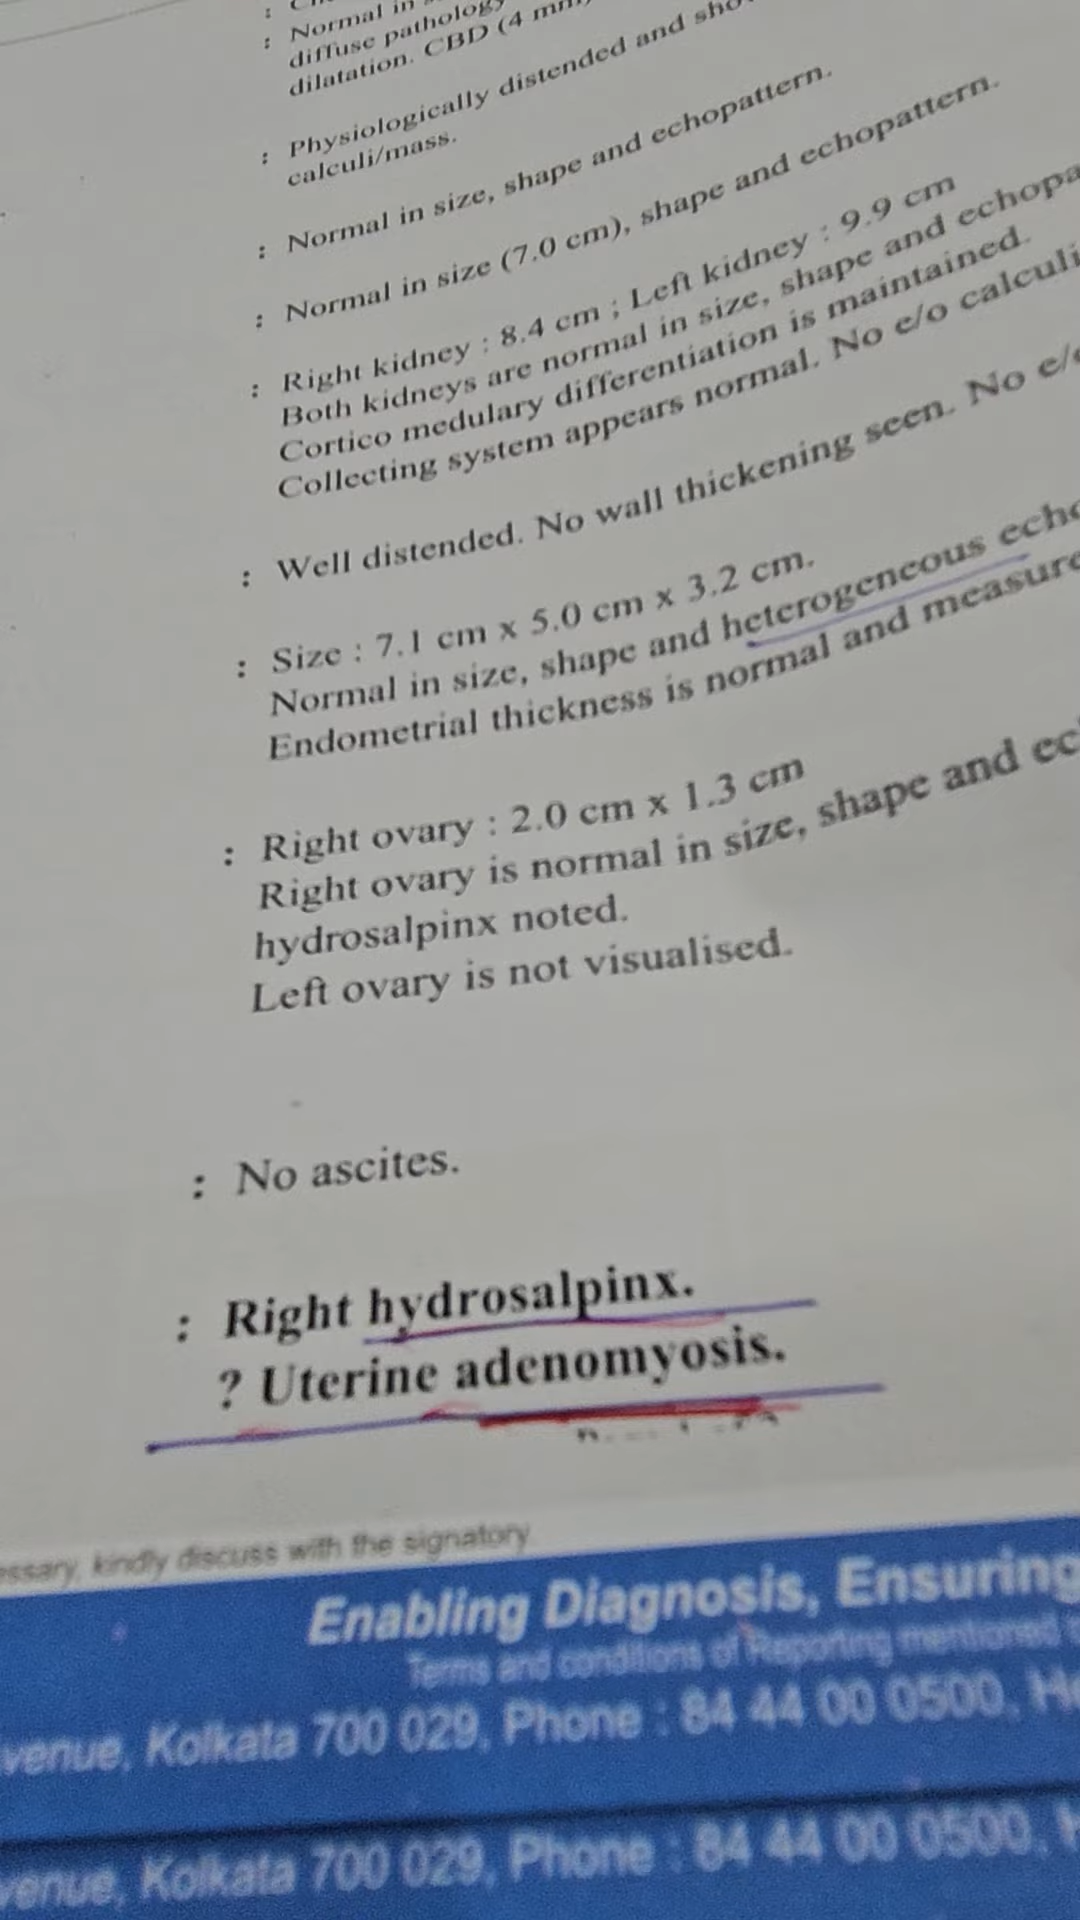 : Normal in
diffuse pathology
dilatation. CBD (4 mm
: Physiologically distended and
calculi/mass.
: Normal in size, shape and echopattern.
: Normal in size (7.0 cm), shape and echopattern.
: Right kidney : 8.4 cm ; Left kidney : 9.9 cm
Both kidneys are normal in size, shape and echopa
Cortico medulary differentiation is maintained.
Collecting system appears normal. No e/o calculi
: Well distended. No wall thickening seen. No e/
: Size : 7.1 cm x 5.0 cm x 3.2 cm.
Normal in size, shape and heterogeneous echo
Endometrial thickness is normal and measure
: Right ovary : 2.0 cm x 1.3 cm
Right ovary is normal in size, shape and ec
hydrosalpinx noted.
Left ovary is not visualised.
: No ascites.
: Right hydrosalpinx.
? Uterine adenomyosis.
essary, kindly discuss with the signatory
Enabling Diagnosis, Ensuring
Terms and conditions of Reporting mentioned
venue, Kolkata 700 029, Phone : 84 44 00 0500, He
venue, Kolkata 700 029, Phone : 84 44 00 0500, H